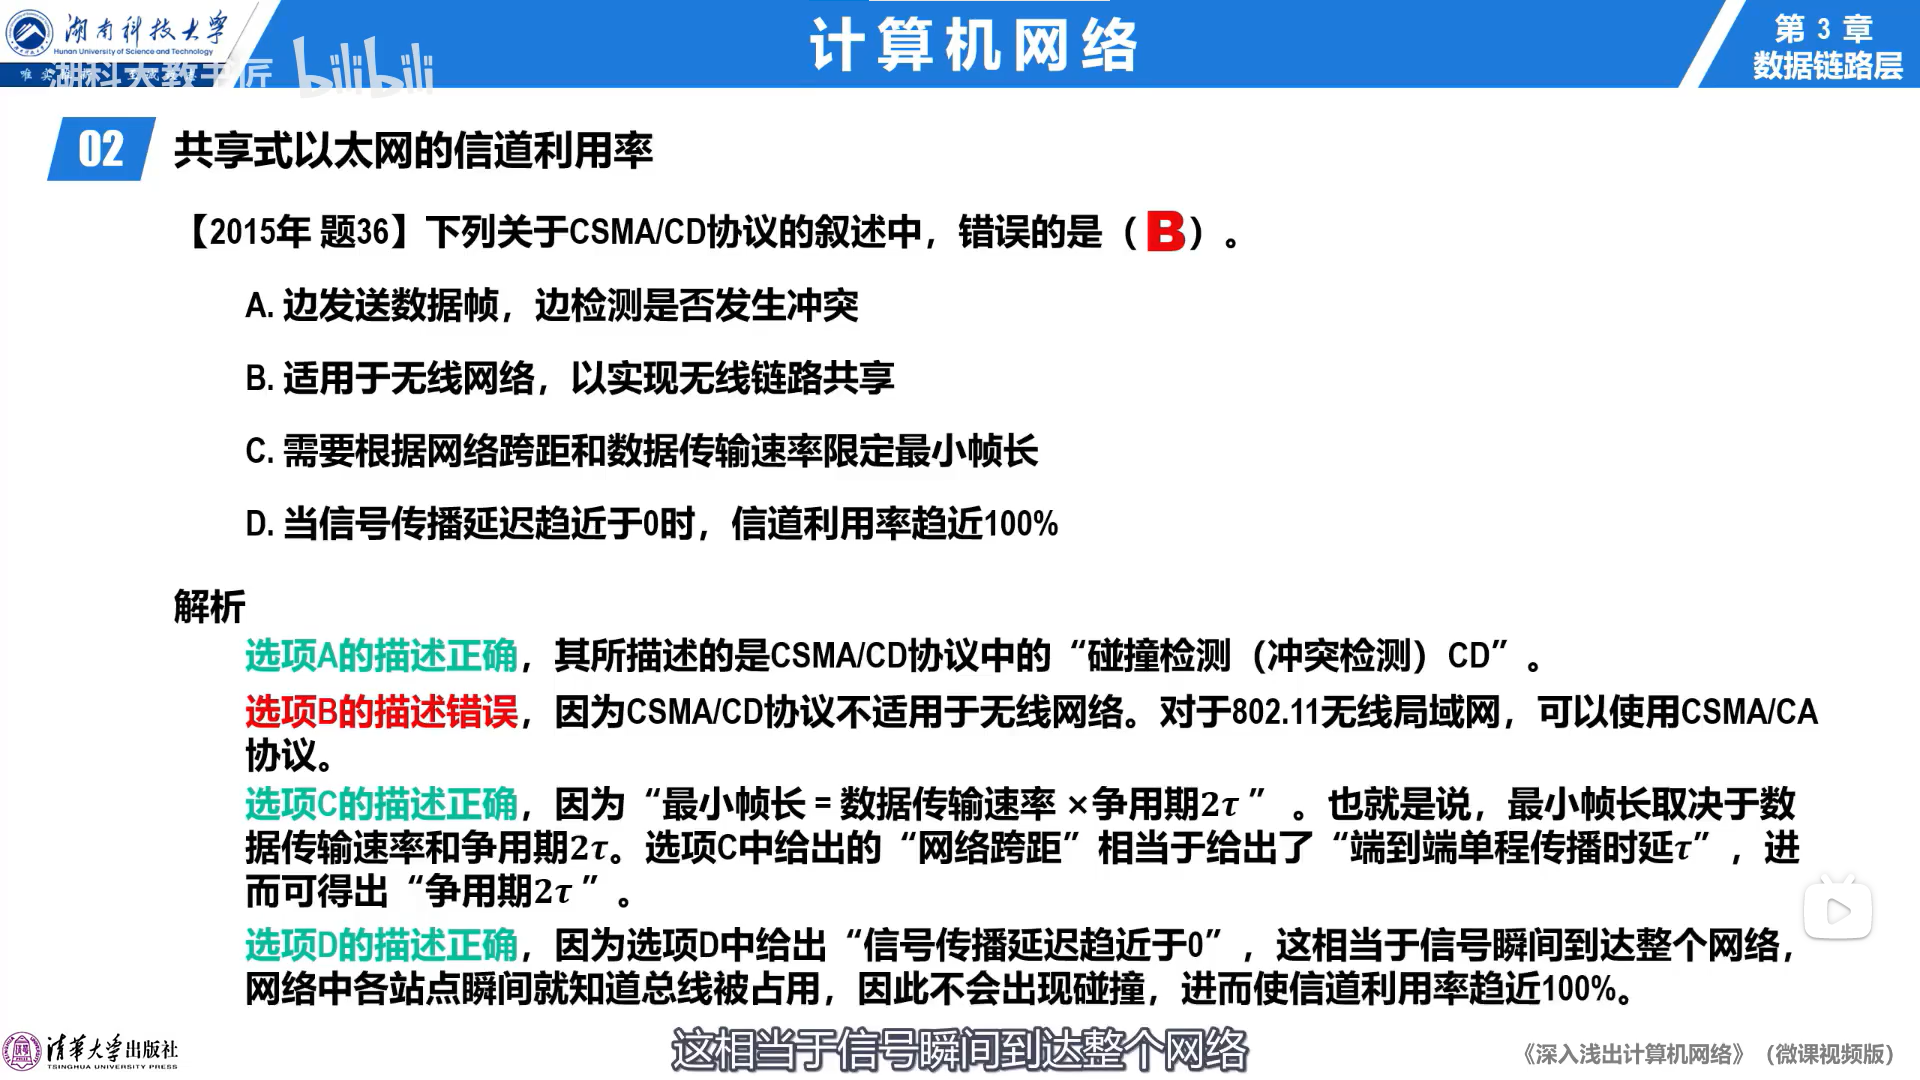 湖南科技大学
Hunan University of Science and Technology
湖科大教书匠 bilibili
计算机网络
第 3 章
数据链路层
02 共享式以太网的信道利用率
【2015年 题36】下列关于CSMA/CD协议的叙述中，错误的是（B）。
A. 边发送数据帧，边检测是否发生冲突
B. 适用于无线网络，以实现无线链路共享
C. 需要根据网络跨距和数据传输速率限定最小帧长
D. 当信号传播延迟趋近于0时，信道利用率趋近100%
解析
选项A的描述正确，其所描述的是CSMA/CD协议中的“碰撞检测（冲突检测）CD”。
选项B的描述错误，因为CSMA/CD协议不适用于无线网络。对于802.11无线局域网，可以使用CSMA/CA
协议。
选项C的描述正确，因为“最小帧长 = 数据传输速率 ×争用期2τ ”。也就是说，最小帧长取决于数
据传输速率和争用期2τ。选项C中给出的“网络跨距”相当于给出了“端到端单程传播时延τ”，进
而可得出“争用期2τ ”。
选项D的描述正确，因为选项D中给出“信号传播延迟趋近于0”，这相当于信号瞬间到达整个网络，
网络中各站点瞬间就知道总线被占用，因此不会出现碰撞，进而使信道利用率趋近100%。
这相当于信号瞬间到达整个网络
清华大学出版社
TSINGHUA UNIVERSITY PRESS
《深入浅出计算机网络》（微课视频版）